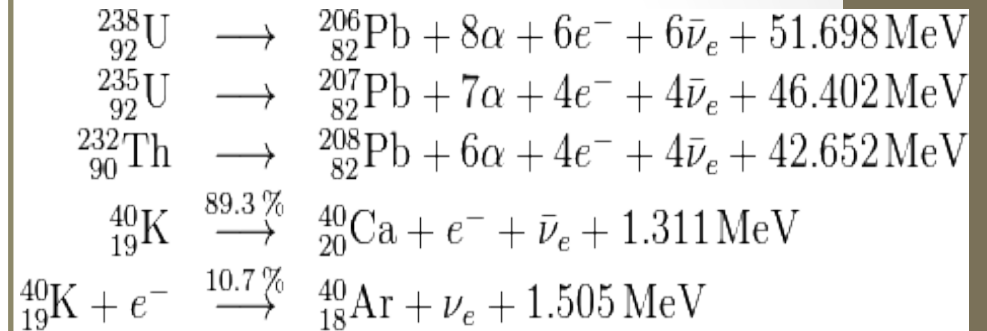 ²³⁸₉₂U ⟶ ²⁰⁶₈₂Pb + 8α + 6e⁻ + 6ν̄ₑ + 51.698 MeV
²³⁵₉₂U ⟶ ²⁰⁷₈₂Pb + 7α + 4e⁻ + 4ν̄ₑ + 46.402 MeV
²³²₉₀Th ⟶ ²⁰⁸₈₂Pb + 6α + 4e⁻ + 4ν̄ₑ + 42.652 MeV
⁴⁰₁₉K 89.3 % ⟶ ⁴⁰₂₀Ca + e⁻ + ν̄ₑ + 1.311 MeV
⁴⁰₁₉K + e⁻ 10.7 % ⟶ ⁴⁰₁₈Ar + νₑ + 1.505 MeV